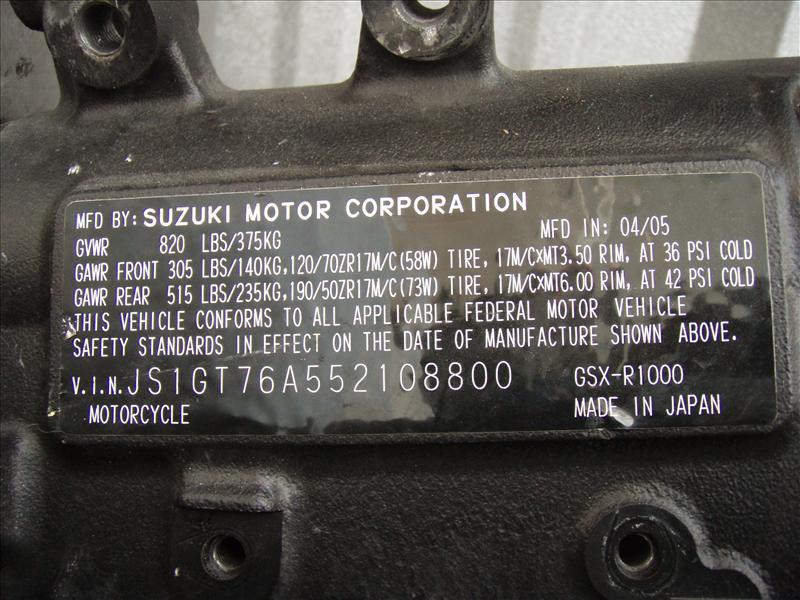 MFD BY: SUZUKI MOTOR CORPORATION
GVWR 820 LBS/375KG MFD IN: 04/05
GAWR FRONT 305 LBS/140KG,120/70ZR17M/C(58W) TIRE, 17M/C×MT3.50 RIM, AT 36 PSI COLD
GAWR REAR 515 LBS/235KG,190/50ZR17M/C(73W) TIRE, 17M/C×MT6.00 RIM, AT 42 PSI COLD
THIS VEHICLE CONFORMS TO ALL APPLICABLE FEDERAL MOTOR VEHICLE
SAFETY STANDARDS IN EFFECT ON THE DATE OF MANUFACTURE SHOWN ABOVE.
V.I.N. JS1GT76A552108800 GSX-R1000
MOTORCYCLE MADE IN JAPAN